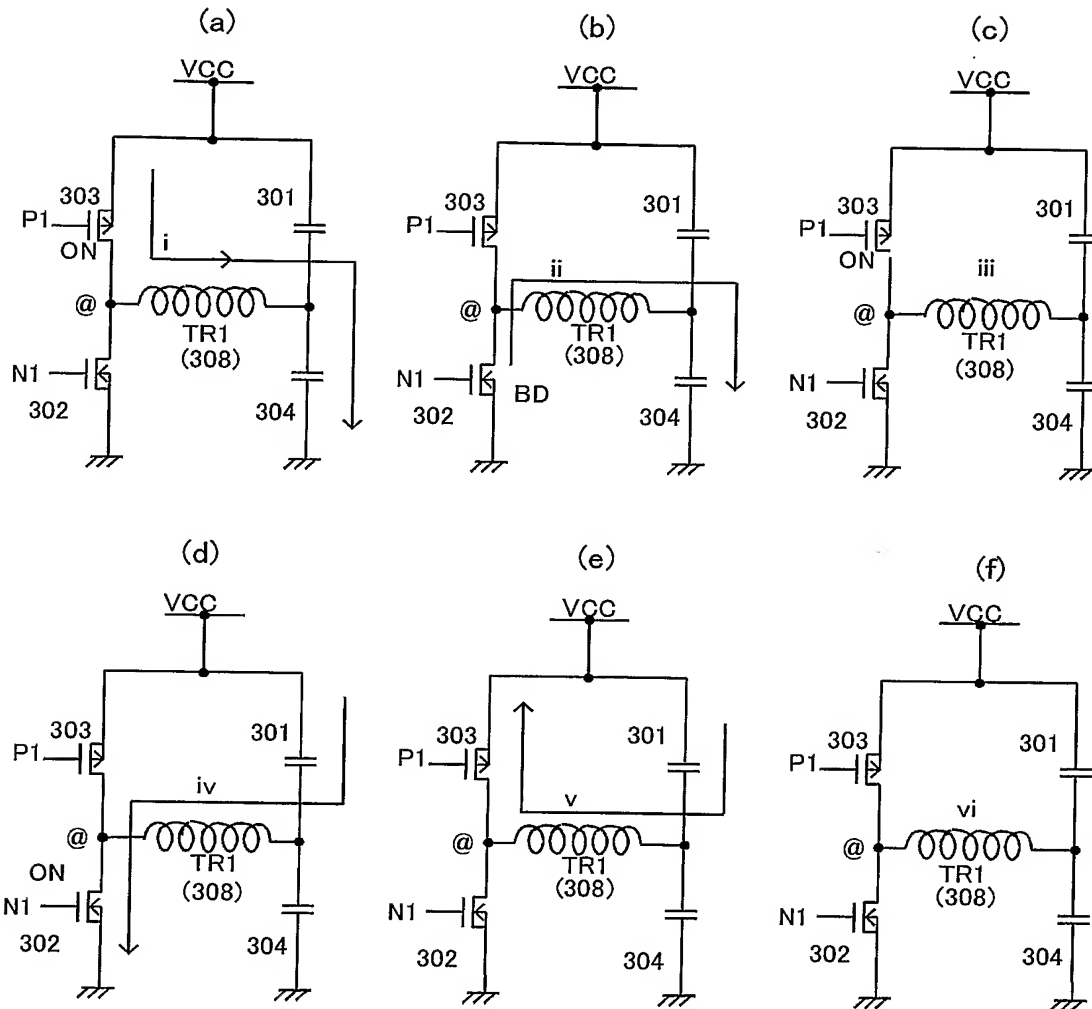 (a)
VCC
303
301
P1
ON
i
@
TR1
(308)
N1
302
304
(b)
VCC
303
301
P1
ii
@
TR1
(308)
N1
BD
302
304
(c)
VCC
303
301
P1
ON
iii
@
TR1
(308)
N1
302
304
(d)
VCC
303
301
P1
iv
@
TR1
(308)
ON
N1
302
304
(e)
VCC
303
301
P1
v
@
TR1
(308)
N1
302
304
(f)
VCC
303
301
P1
vi
@
TR1
(308)
N1
302
304